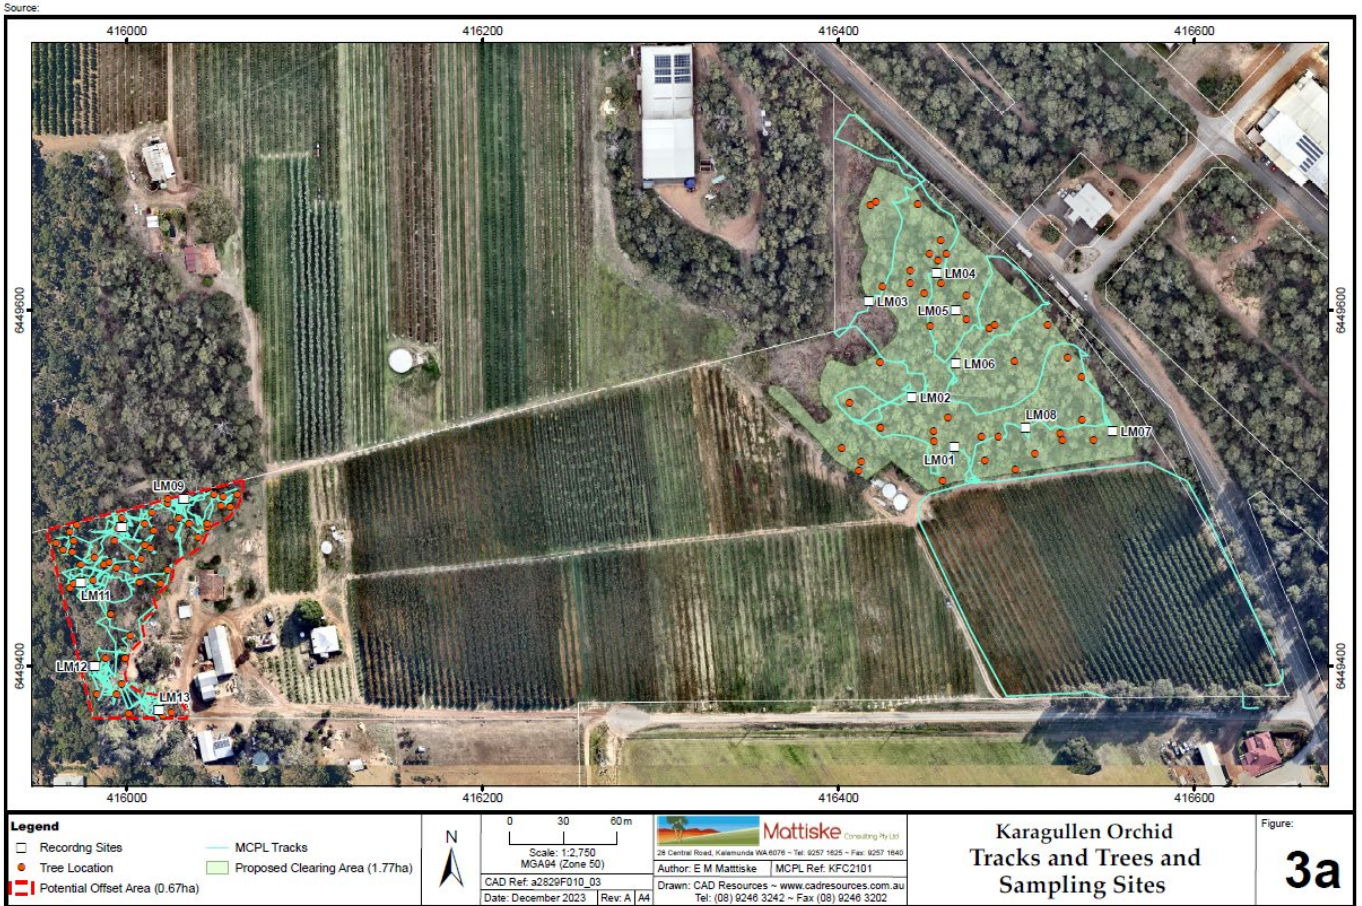 Source:
416000 416200 416400 416600
6449600 6449600
6449400 6449400
LM04
LM03
LM05
LM06
LM02
LM08
LM07
LM01
LM09
LM11
LM12
LM13
416000 416200 416400 416600
Legend
Recordng Sites
Tree Location
Potential Offset Area (0.67ha)
MCPL Tracks
Proposed Clearing Area (1.77ha)
N
0 30 60 m
Scale: 1:2,750
MGA94 (Zone 50)
CAD Ref: a2829F010_03
Date: December 2023 Rev: A A4
Mattiske Consulting Pty Ltd
28 Central Road, Kalamunda WA 6076 ~ Tel: 9257 1625 ~ Fax: 9257 1640
Author: E M Matttiske MCPL Ref: KFC2101
Drawn: CAD Resources ~ www.cadresources.com.au
Tel: (08) 9246 3242 ~ Fax (08) 9246 3202
Karagullen Orchid
Tracks and Trees and
Sampling Sites
Figure:
3a